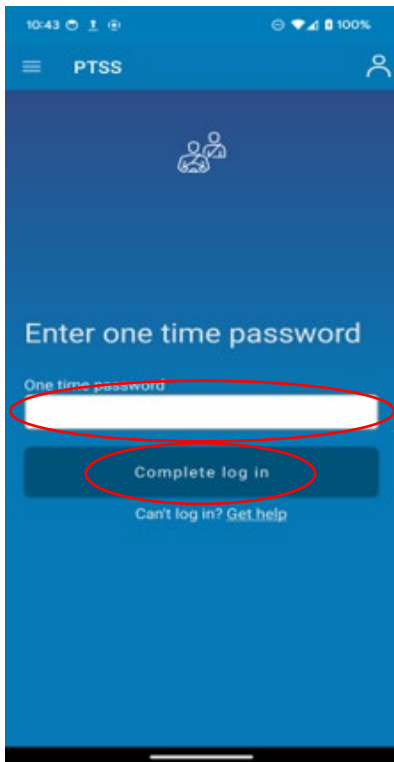 10:43 100%
PTSS
Enter one time password
One time password
Complete log in
Can't log in? Get help